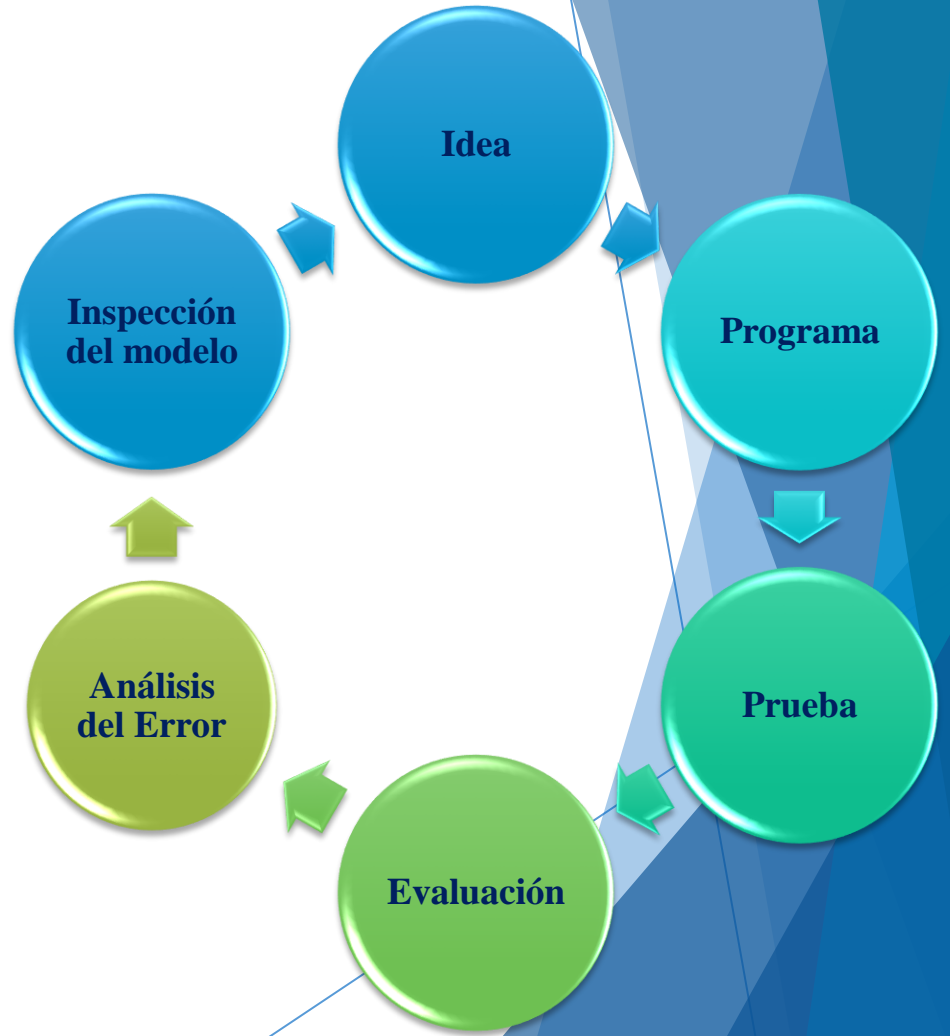 Idea
Programa
Prueba
Evaluación
Análisis
del Error
Inspección
del modelo